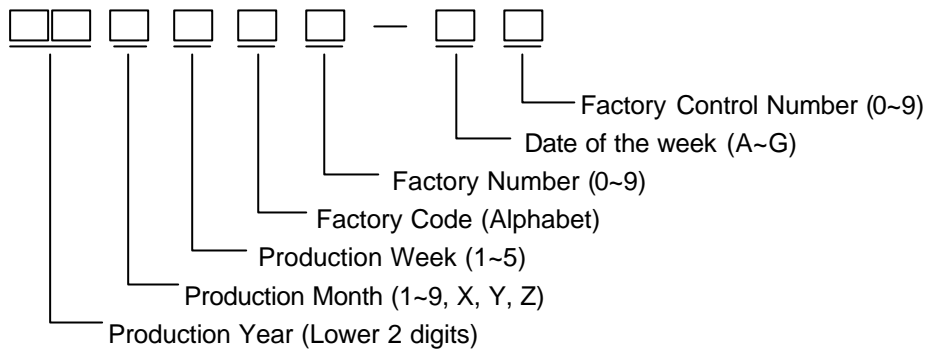 Factory Control Number (0~9)
Date of the week (A~G)
Factory Number (0~9)
Factory Code (Alphabet)
Production Week (1~5)
Production Month (1~9, X, Y, Z)
Production Year (Lower 2 digits)